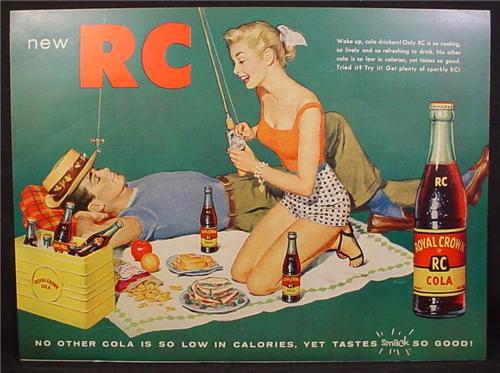 new RC
Wake up, cola drinkers! Only RC is so cooling,
so lively and so refreshing to drink. No other
cola is so low in calories, yet tastes so good.
Tried it? Try it! Get plenty of sparkly RC!
RC
ROYAL CROWN
RC
COLA
ROYAL CROWN
COLA
RC
RC
NO OTHER COLA IS SO LOW IN CALORIES, YET TASTES smack SO GOOD!